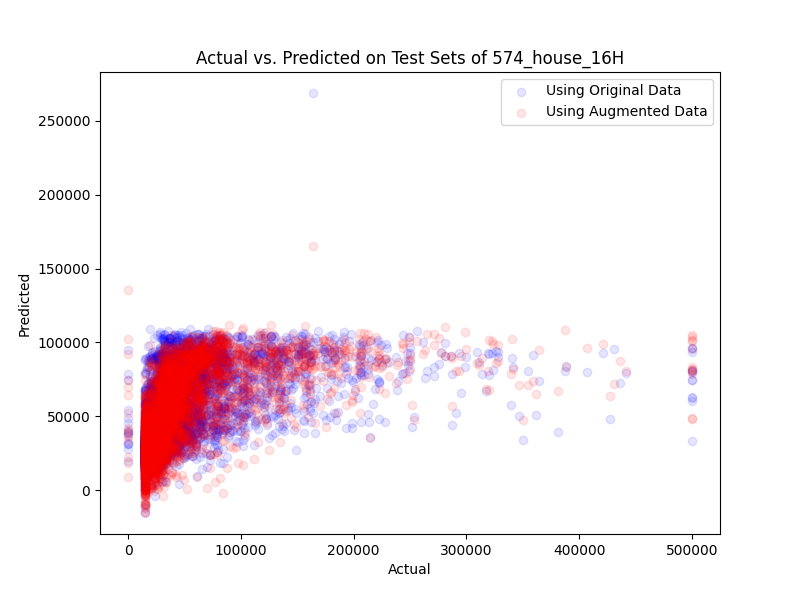 Actual vs. Predicted on Test Sets of 574_house_16H
Using Original Data
Using Augmented Data
250000
200000
150000
100000
50000
0
Predicted
0 100000 200000 300000 400000 500000
Actual